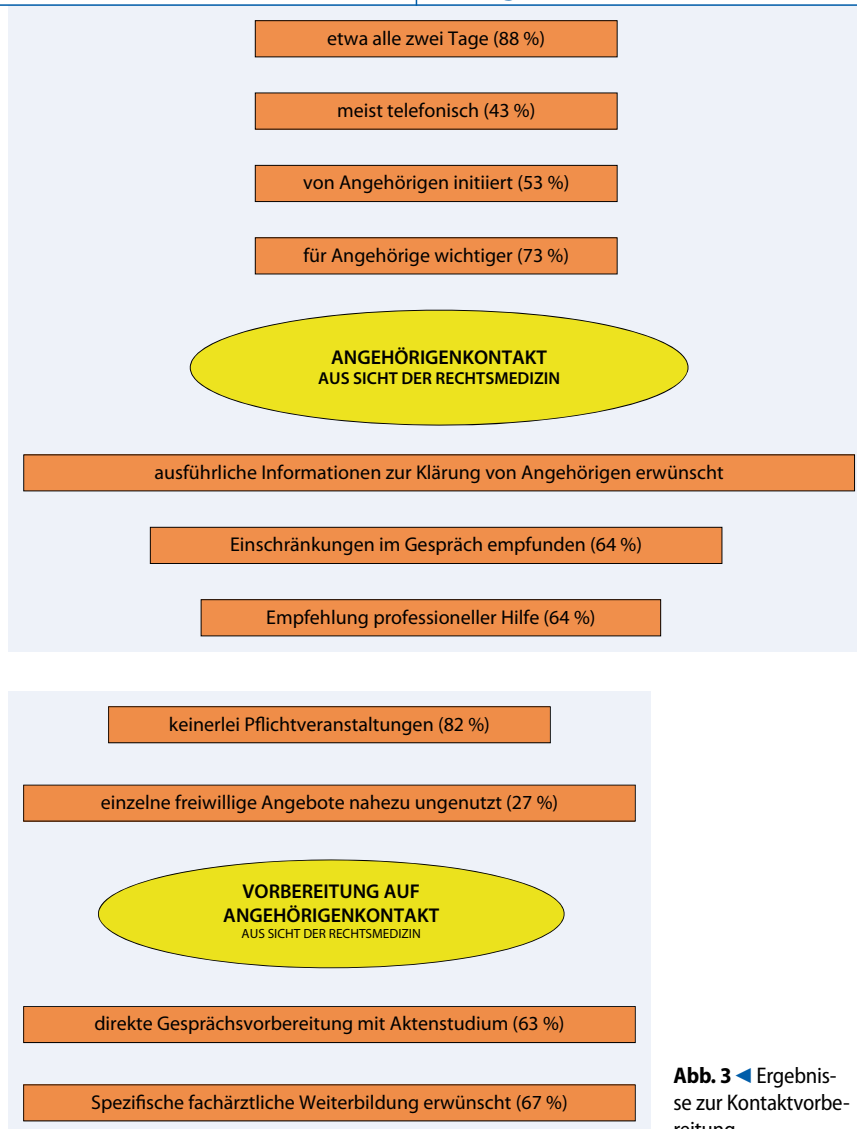 etwa alle zwei Tage (88 %)
meist telefonisch (43 %)
von Angehörigen initiiert (53 %)
für Angehörige wichtiger (73 %)
ANGEHÖRIGENKONTAKT
AUS SICHT DER RECHTSMEDIZIN
ausführliche Informationen zur Klärung von Angehörigen erwünscht
Einschränkungen im Gespräch empfunden (64 %)
Empfehlung professioneller Hilfe (64 %)
keinerlei Pflichtveranstaltungen (82 %)
einzelne freiwillige Angebote nahezu ungenutzt (27 %)
VORBEREITUNG AUF
ANGEHÖRIGENKONTAKT
AUS SICHT DER RECHTSMEDIZIN
direkte Gesprächsvorbereitung mit Aktenstudium (63 %)
Spezifische fachärztliche Weiterbildung erwünscht (67 %)
Abb. 3 ◄ Ergebnis-
se zur Kontaktvorbe-
reitung